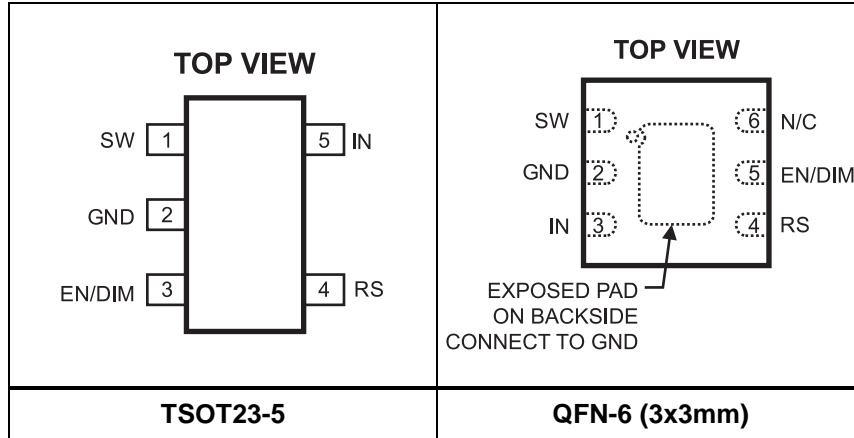 TOP VIEW
SW 1
5 IN
GND 2
EN/DIM 3
4 RS
TSOT23-5
TOP VIEW
SW 1
6 N/C
GND 2
5 EN/DIM
IN 3
4 RS
EXPOSED PAD
ON BACKSIDE
CONNECT TO GND
QFN-6 (3x3mm)